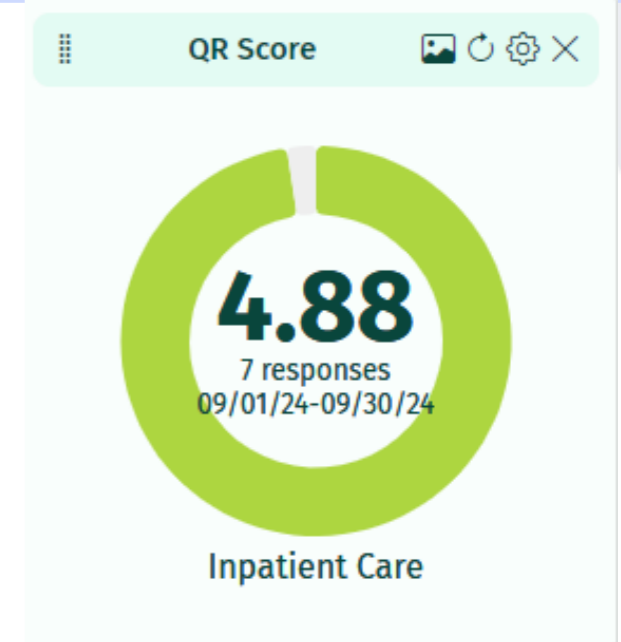 QR Score
4.88
7 responses
09/01/24-09/30/24
Inpatient Care